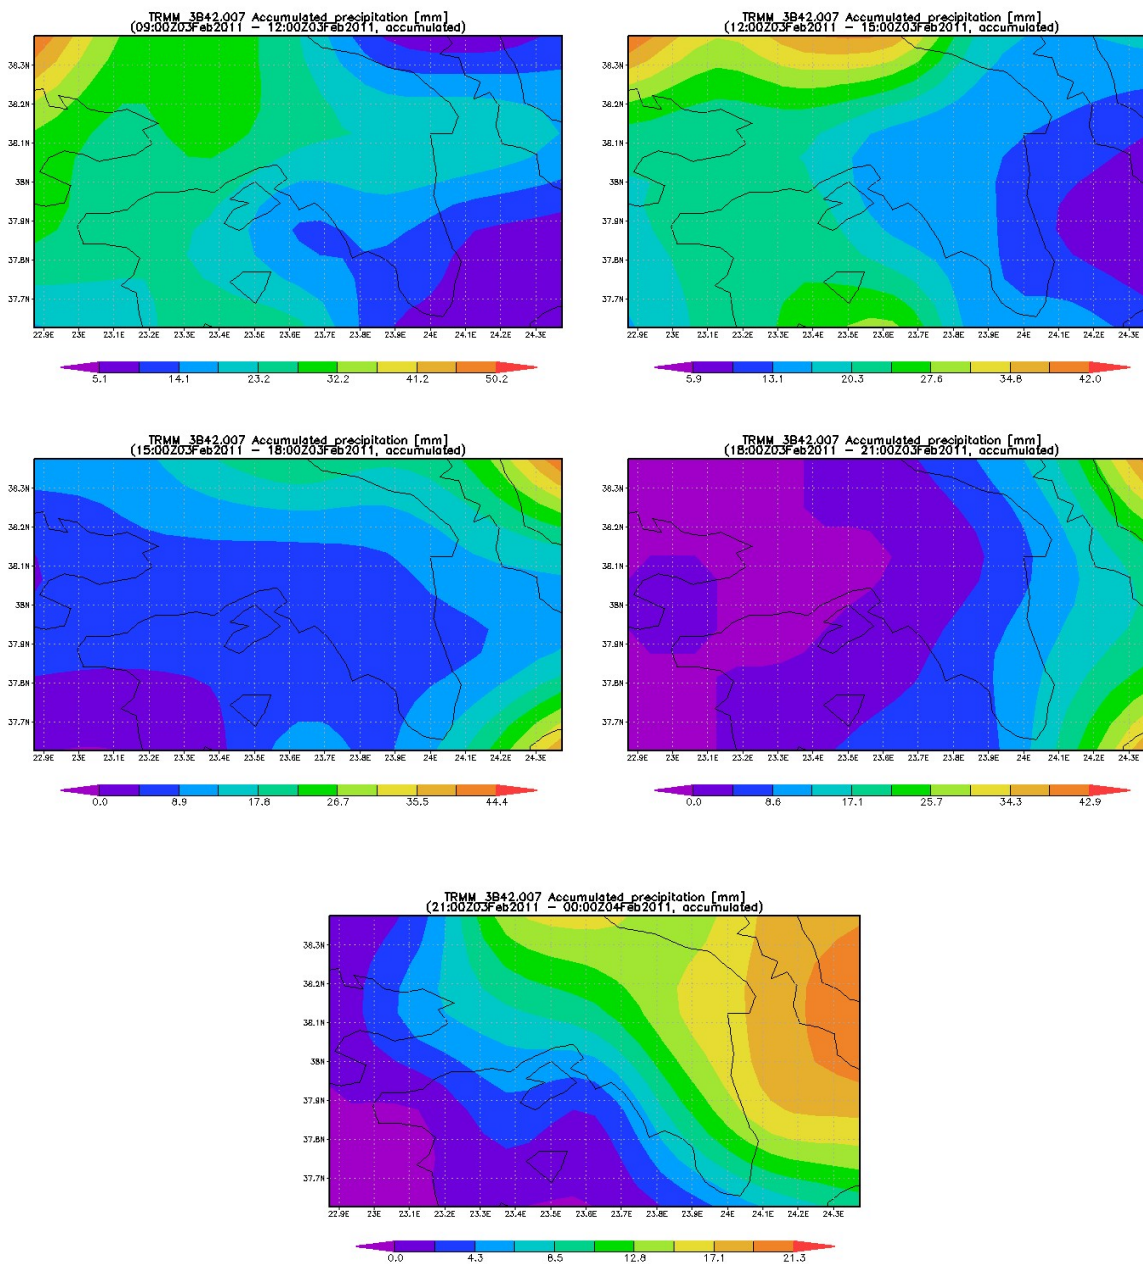 TRMM_3B42.007 Accumulated_precipitation [mm]
(09:00Z03Feb2011 - 12:00Z03Feb2011, accumulated)
38.3N
38.2N
38.1N
38N
37.9N
37.8N
37.7N
22.9E 23E 23.1E 23.2E 23.3E 23.4E 23.5E 23.6E 23.7E 23.8E 23.9E 24E 24.1E 24.2E 24.3E
5.1 14.1 23.2 32.2 41.2 50.2
TRMM_3B42.007 Accumulated_precipitation [mm]
(12:00Z03Feb2011 - 15:00Z03Feb2011, accumulated)
38.3N
38.2N
38.1N
38N
37.9N
37.8N
37.7N
22.9E 23E 23.1E 23.2E 23.3E 23.4E 23.5E 23.6E 23.7E 23.8E 23.9E 24E 24.1E 24.2E 24.3E
5.9 13.1 20.3 27.6 34.8 42.0
TRMM_3B42.007 Accumulated_precipitation [mm]
(15:00Z03Feb2011 - 18:00Z03Feb2011, accumulated)
38.3N
38.2N
38.1N
38N
37.9N
37.8N
37.7N
22.9E 23E 23.1E 23.2E 23.3E 23.4E 23.5E 23.6E 23.7E 23.8E 23.9E 24E 24.1E 24.2E 24.3E
0.0 8.9 17.8 26.7 35.5 44.4
TRMM_3B42.007 Accumulated_precipitation [mm]
(18:00Z03Feb2011 - 21:00Z03Feb2011, accumulated)
38.3N
38.2N
38.1N
38N
37.9N
37.8N
37.7N
22.9E 23E 23.1E 23.2E 23.3E 23.4E 23.5E 23.6E 23.7E 23.8E 23.9E 24E 24.1E 24.2E 24.3E
0.0 8.6 17.1 25.7 34.3 42.9
TRMM_3B42.007 Accumulated_precipitation [mm]
(21:00Z03Feb2011 - 00:00Z04Feb2011, accumulated)
38.3N
38.2N
38.1N
38N
37.9N
37.8N
37.7N
22.9E 23E 23.1E 23.2E 23.3E 23.4E 23.5E 23.6E 23.7E 23.8E 23.9E 24E 24.1E 24.2E 24.3E
0.0 4.3 8.5 12.8 17.1 21.3